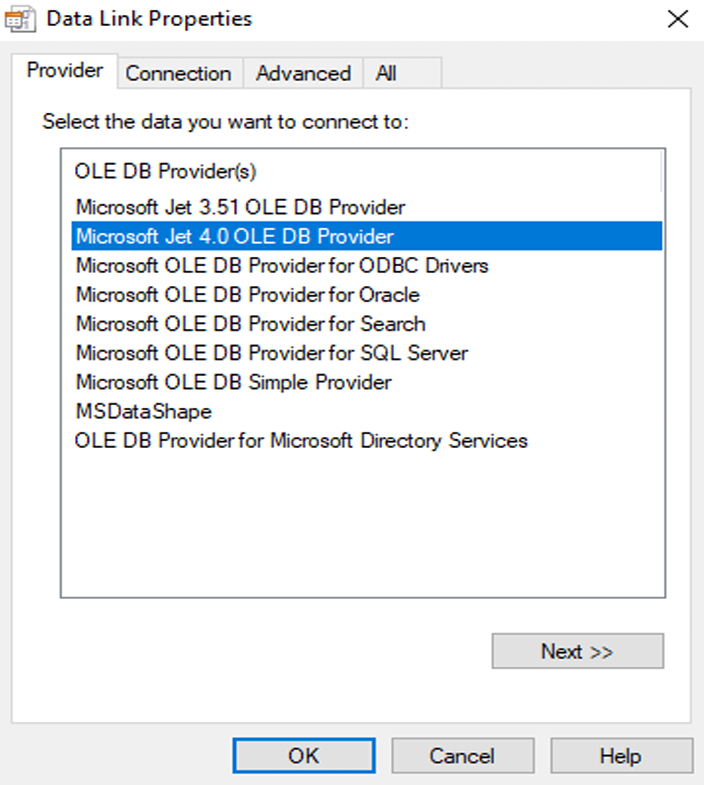 Data Link Properties
Provider
Connection
Advanced
All
Select the data you want to connect to:
OLE DB Provider(s)
Microsoft Jet 3.51 OLE DB Provider
Microsoft Jet 4.0 OLE DB Provider
Microsoft OLE DB Provider for ODBC Drivers
Microsoft OLE DB Provider for Oracle
Microsoft OLE DB Provider for Search
Microsoft OLE DB Provider for SQL Server
Microsoft OLE DB Simple Provider
MSDataShape
OLE DB Provider for Microsoft Directory Services
Next >>
OK
Cancel
Help